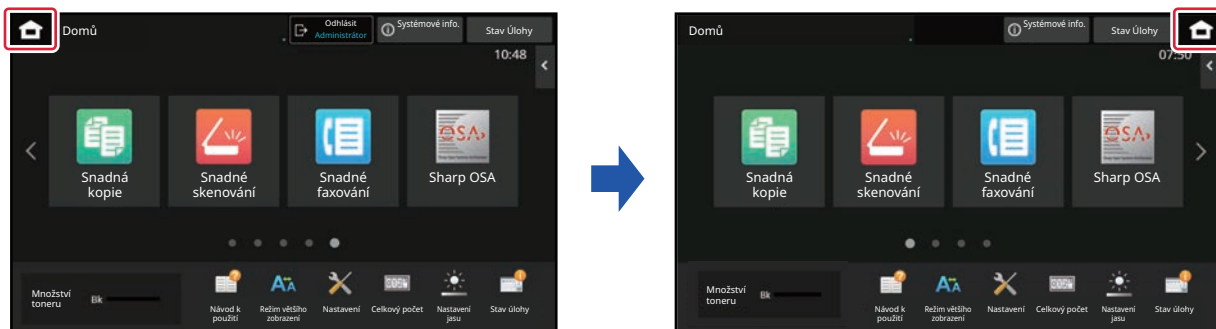 Domů
Odhlásit
Administrátor
Systémové info.
Stav Úlohy
10:48
Snadná
kopie
Snadné
skenování
Snadné
faxování
OSA
Sharp OSA
Množství
toneru
Bk
Návod k
použití
Režim většího
zobrazení
Nastavení
Celkový počet
Nastavení
jasu
Stav úlohy
Domů
Systémové info.
Stav Úlohy
07:50
Snadná
kopie
Snadné
skenování
Snadné
faxování
OSA
Sharp OSA
Množství
toneru
Bk
Návod k
použití
Režim většího
zobrazení
Nastavení
Celkový počet
Nastavení
jasu
Stav úlohy